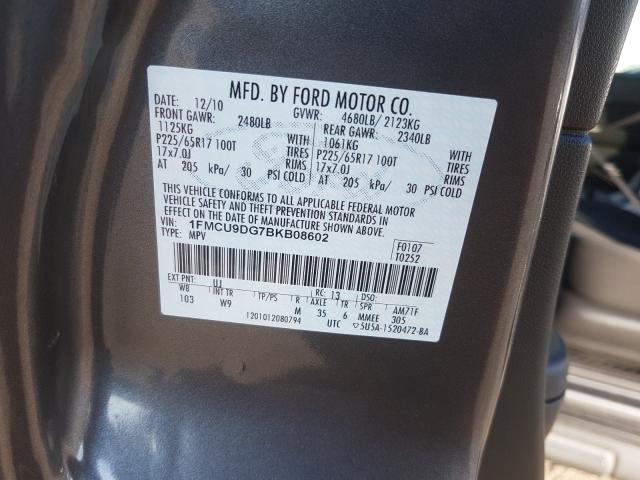 MFD. BY FORD MOTOR CO.
DATE: 12/10 GVWR: 4680LB/ 2123KG
FRONT GAWR: 2480LB REAR GAWR: 2340LB
1125KG WITH 1061KG WITH
P225/65R17 100T TIRES P225/65R17 100T TIRES
17x7.0J RIMS 17x7.0J RIMS
AT 205 kPa/ 30 PSI COLD AT 205 kPa/ 30 PSI COLD
THIS VEHICLE CONFORMS TO ALL APPLICABLE FEDERAL MOTOR
VEHICLE SAFETY AND THEFT PREVENTION STANDARDS IN
EFFECT ON THE DATE OF MANUFACTURE SHOWN ABOVE.
VIN: 1FMCU9DG7BKB08602
TYPE: MPV
F0107
T0252
EXT PNT: UJ RC: 13 DSO:
WB INT TR TP/PS R AXLE TR SPR AM71F
103 W9 M 35 6 MMEE 305
1201012080794 UTC ▽5U5A-1520472-BA